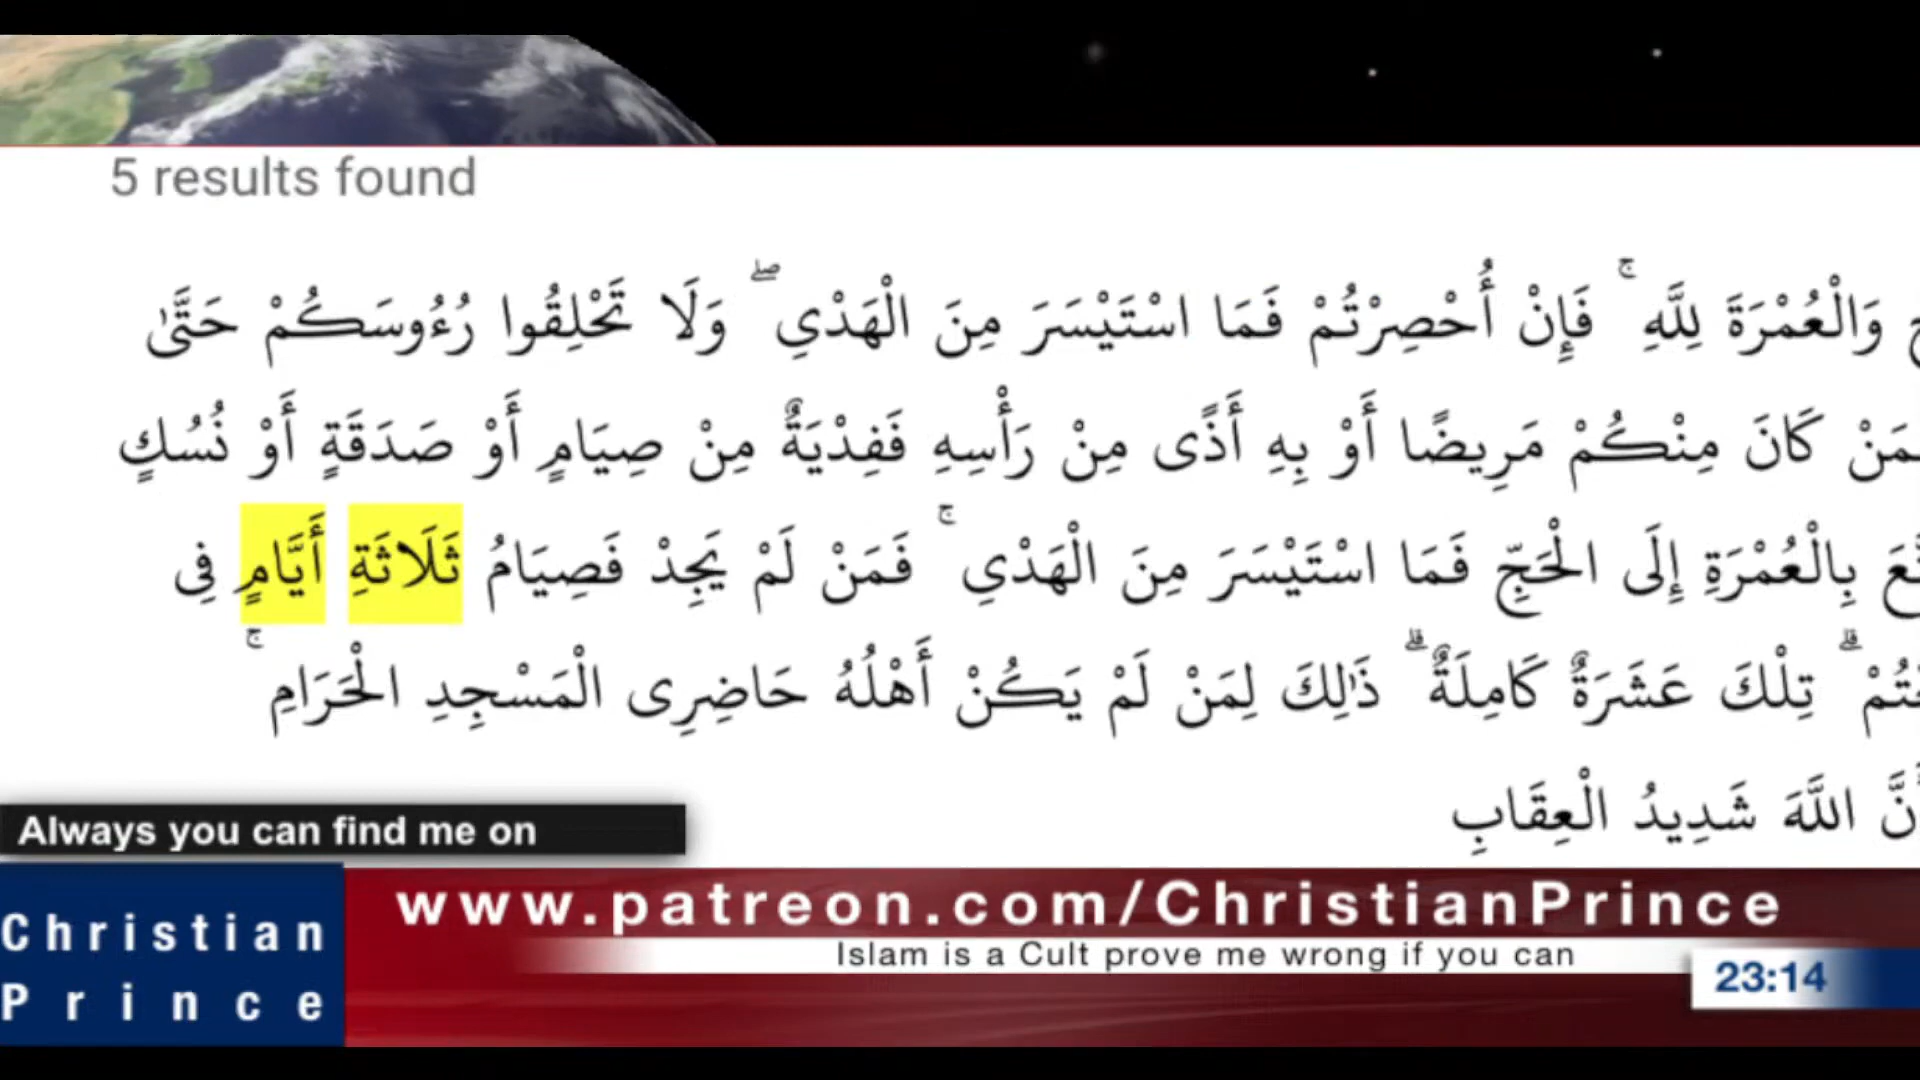 5 results found
وَالْعُمْرَةَ لِلَّهِ ۚ فَإِنْ أُحْصِرْتُمْ فَمَا اسْتَيْسَرَ مِنَ الْهَدْيِ ۖ وَلَا تَحْلِقُوا رُءُوسَكُمْ حَتَّىٰ
كَانَ مِنْكُمْ مَرِيضًا أَوْ بِهِ أَذًى مِنْ رَأْسِهِ فَفِدْيَةٌ مِنْ صِيَامٍ أَوْ صَدَقَةٍ أَوْ نُسُكٍ
بِالْعُمْرَةِ إِلَى الْحَجِّ فَمَا اسْتَيْسَرَ مِنَ الْهَدْيِ ۚ فَمَنْ لَمْ يَجِدْ فَصِيَامُ ثَلَاثَةِ أَيَّامٍ فِي
تِلْكَ عَشَرَةٌ كَامِلَةٌ ۗ ذَٰلِكَ لِمَنْ لَمْ يَكُنْ أَهْلُهُ حَاضِرِي الْمَسْجِدِ الْحَرَامِ ۚ
اللَّهَ شَدِيدُ الْعِقَابِ
Always you can find me on
Christian
Prince
www.patreon.com/ChristianPrince
Islam is a Cult prove me wrong if you can
23:14